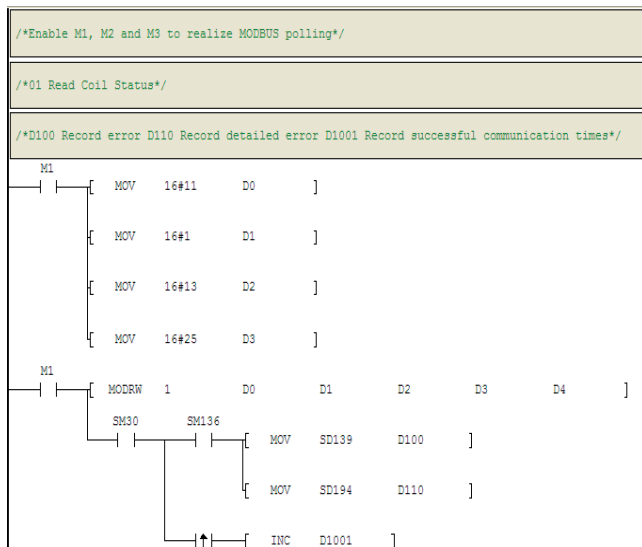 /*Enable M1, M2 and M3 to realize MODBUS polling*/
/*01 Read Coil Status*/
/*D100 Record error D110 Record detailed error D1001 Record successful communication times*/
M1
[ MOV 16#11 D0 ]
[ MOV 16#1 D1 ]
[ MOV 16#13 D2 ]
[ MOV 16#25 D3 ]
M1
[ MODRW 1 D0 D1 D2 D3 D4 ]
SM30 SM136
[ MOV SD139 D100 ]
[ MOV SD194 D110 ]
[ INC D1001 ]